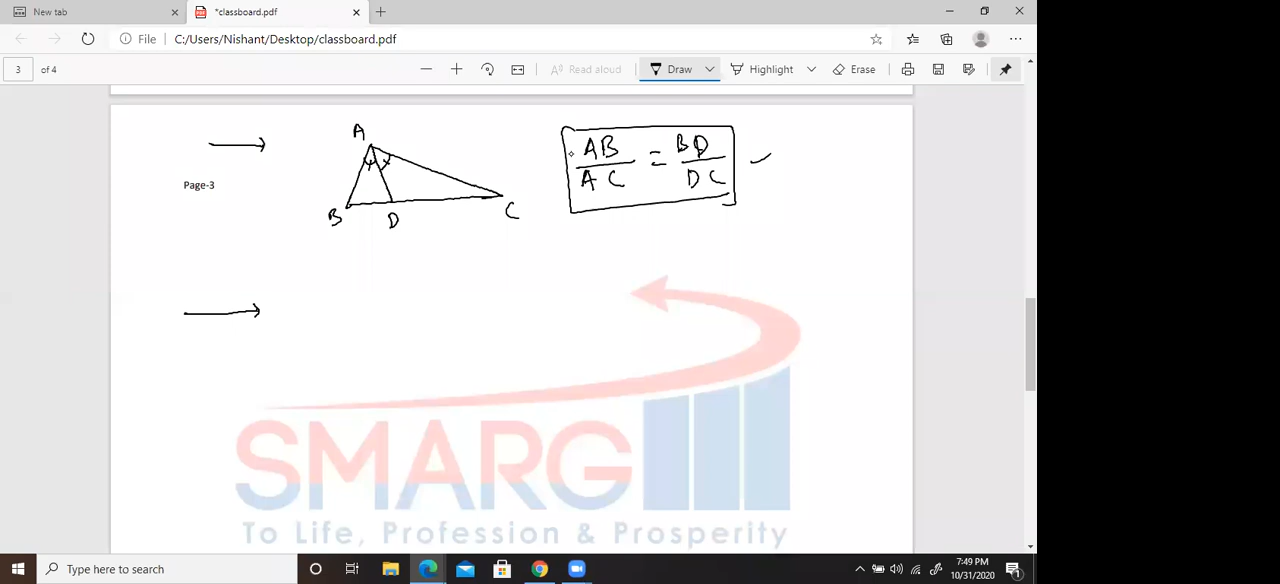 New tab
*classboard.pdf
File C:/Users/Nishant/Desktop/classboard.pdf
3 of 4
Read aloud
Draw
Highlight
Erase
A
AB/AC = BD/DC
Page-3
B D C
SMARG
To Life, Profession & Prosperity
Type here to search
7:49 PM
10/31/2020
1